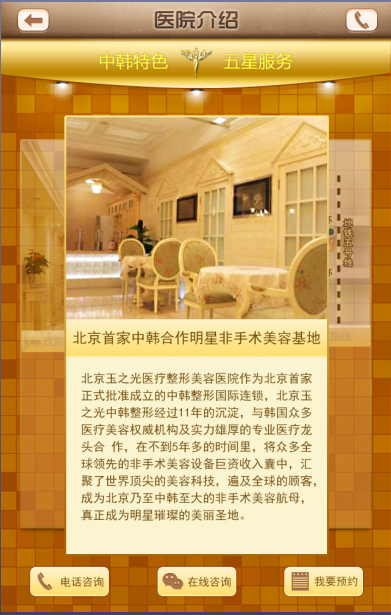 医院介绍
中韩特色 五星服务
北京首家中韩合作明星非手术美容基地
北京玉之光医疗整形美容医院作为北京首家
正式批准成立的中韩整形国际连锁，北京玉
之光中韩整形经过11年的沉淀，与韩国众多
医疗美容权威机构及实力雄厚的专业医疗龙
头合 作，在不到5年多的时间里，将众多全
球领先的非手术美容设备巨资收入囊中，汇
聚了世界顶尖的美容科技，遍及全球的顾客，
成为北京乃至中韩至大的非手术美容航母，
真正成为明星璀璨的美丽圣地。
电话咨询 在线咨询 我要预约